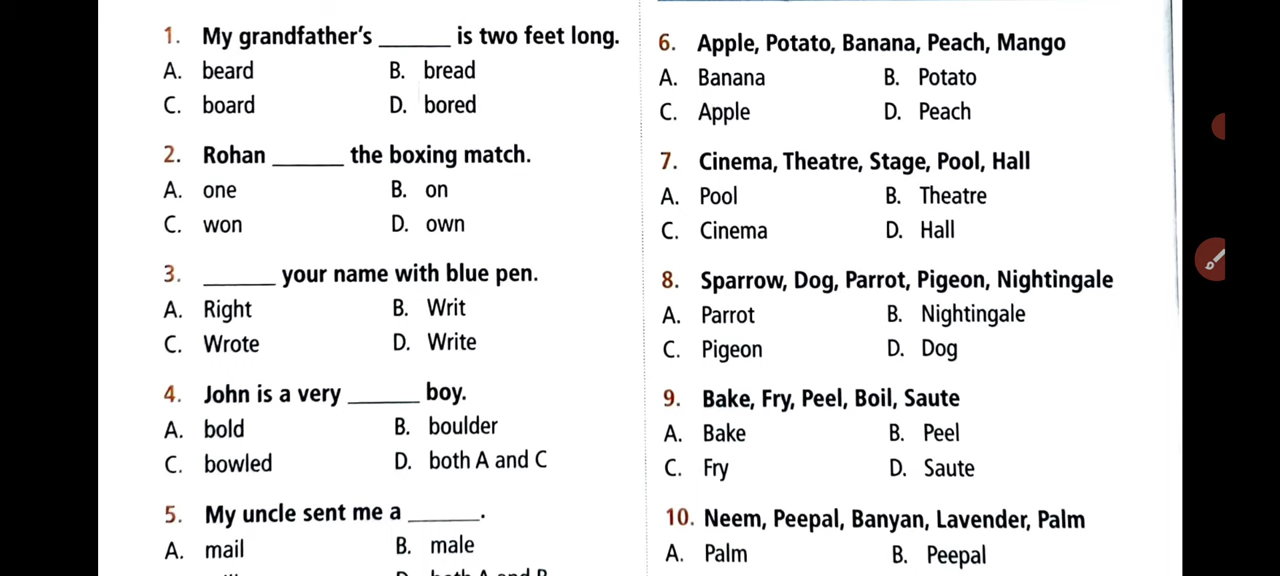 1. My grandfather's ______ is two feet long.
A. beard B. bread
C. board D. bored
2. Rohan ______ the boxing match.
A. one B. on
C. won D. own
3. ______ your name with blue pen.
A. Right B. Writ
C. Wrote D. Write
4. John is a very ______ boy.
A. bold B. boulder
C. bowled D. both A and C
5. My uncle sent me a ______.
A. mail B. male
D. both A and B
6. Apple, Potato, Banana, Peach, Mango
A. Banana B. Potato
C. Apple D. Peach
7. Cinema, Theatre, Stage, Pool, Hall
A. Pool B. Theatre
C. Cinema D. Hall
8. Sparrow, Dog, Parrot, Pigeon, Nightingale
A. Parrot B. Nightingale
C. Pigeon D. Dog
9. Bake, Fry, Peel, Boil, Saute
A. Bake B. Peel
C. Fry D. Saute
10. Neem, Peepal, Banyan, Lavender, Palm
A. Palm B. Peepal